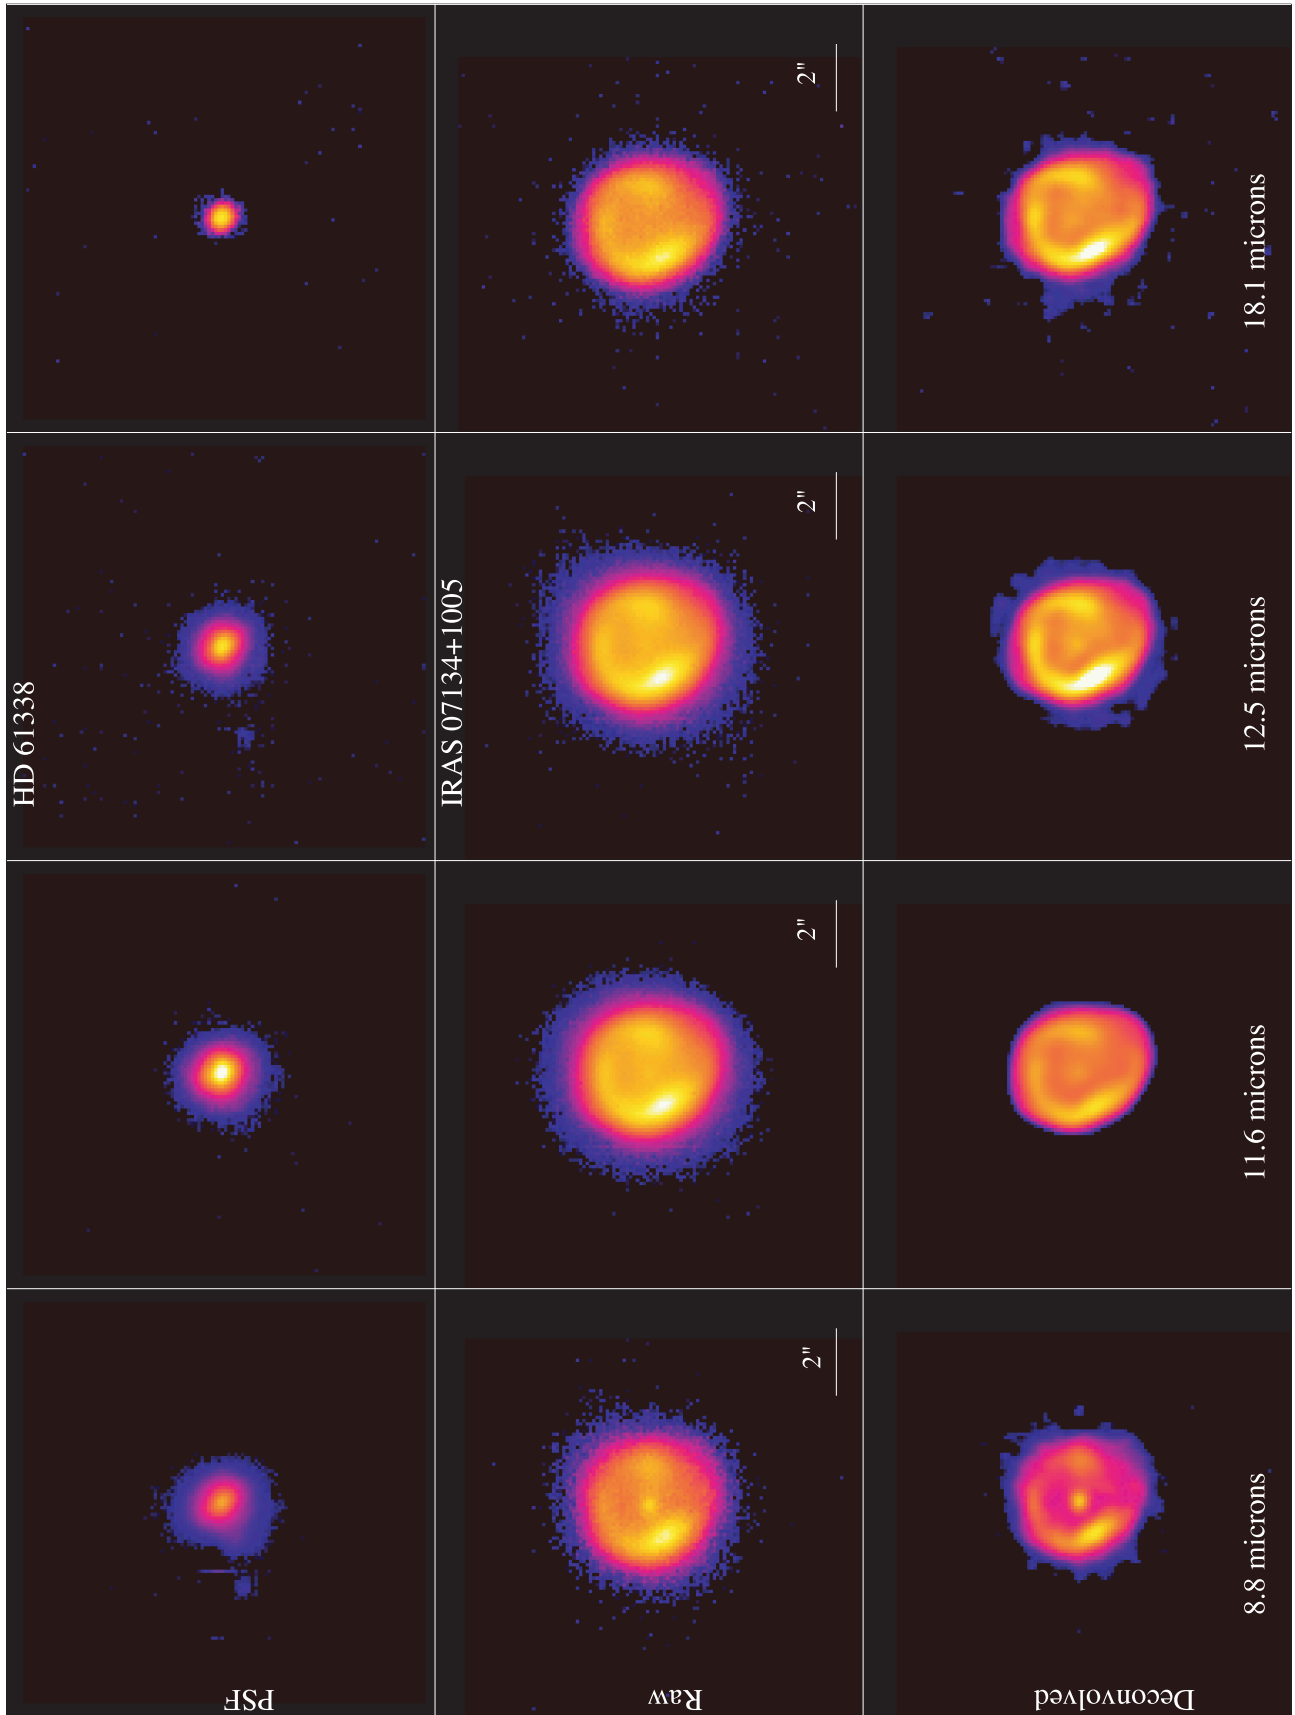 HD 61338
PSF
IRAS 07134+1005
2"
2"
2"
2"
Raw
Deconvolved
8.8 microns
11.6 microns
12.5 microns
18.1 microns